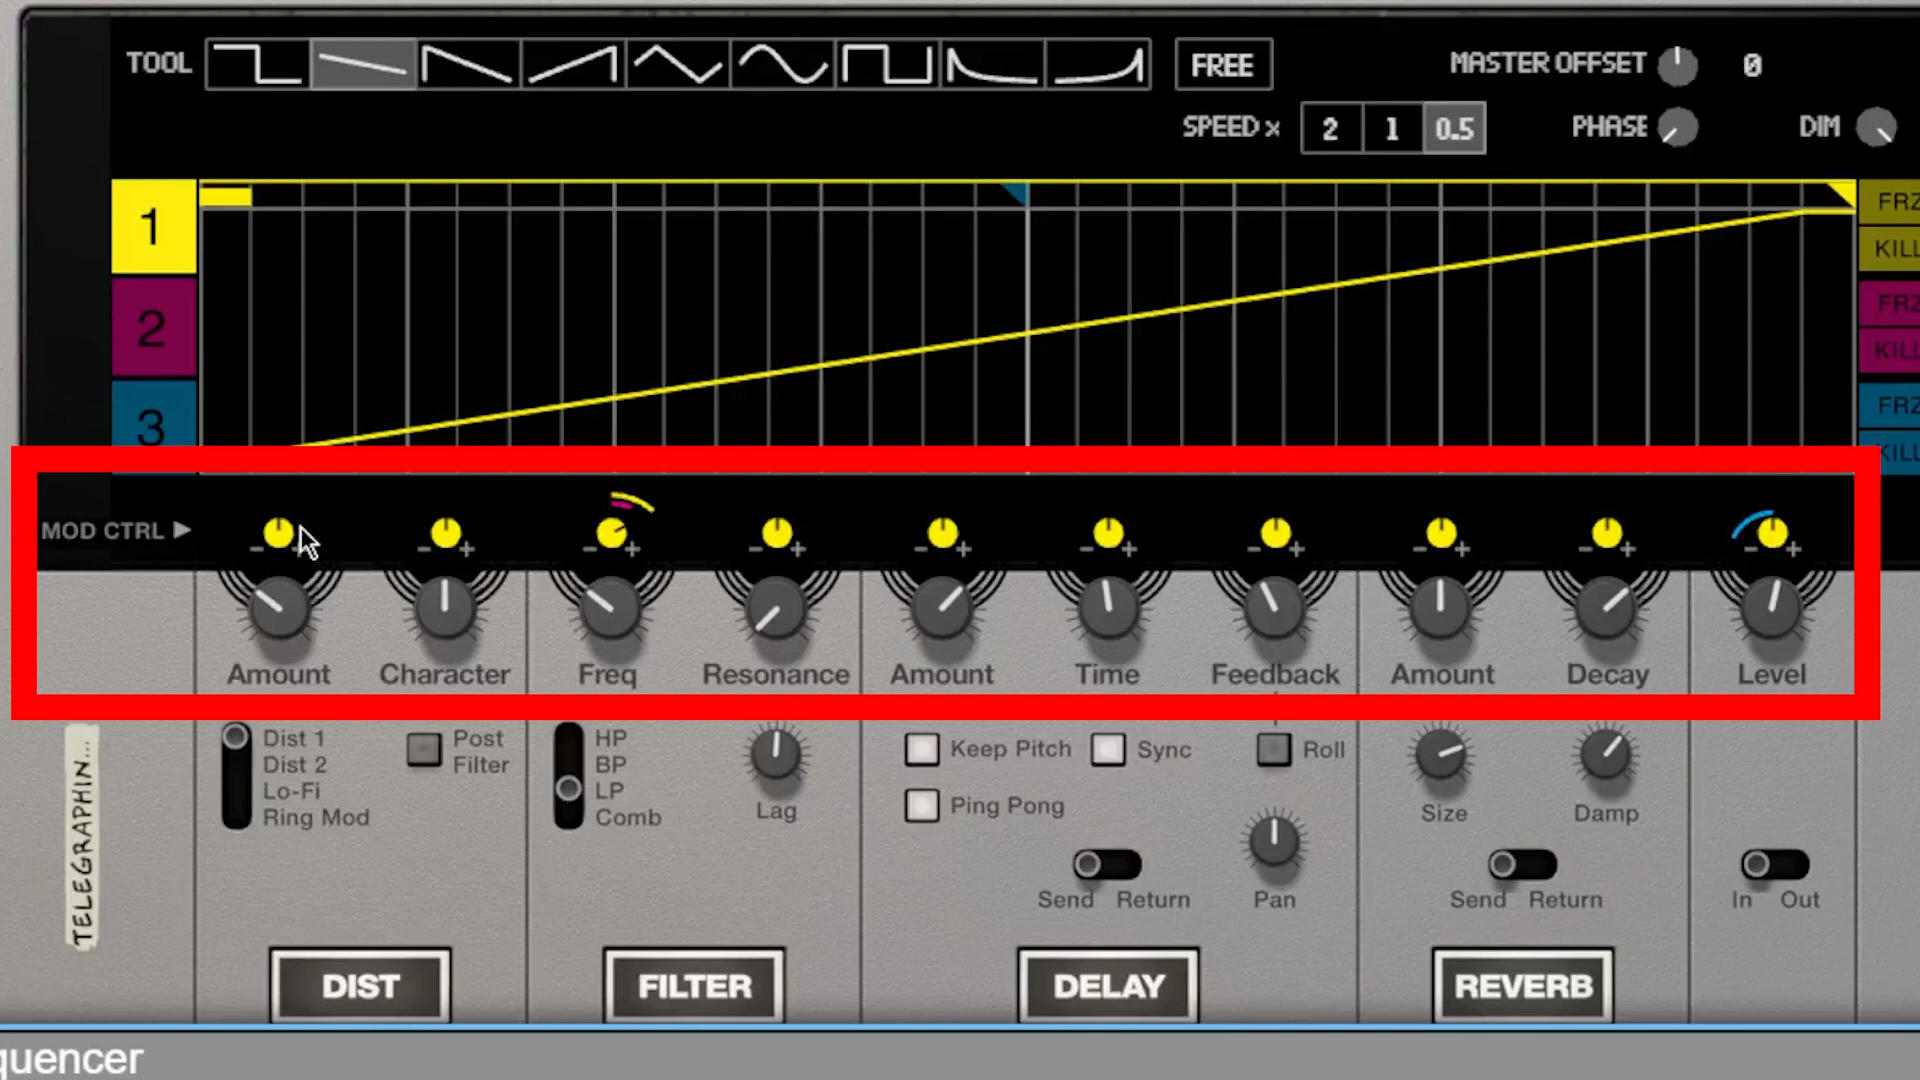 TOOL
FREE
MASTER OFFSET 0
SPEED x 2 1 0.5
PHASE
DIM
1
FRZ
KILL
2
FRZ
KILL
3
FRZ
KILL
MOD CTRL
- + - + - + - + - + - + - + - + - + - +
Amount Character Freq Resonance Amount Time Feedback Amount Decay Level
Dist 1
Dist 2
Lo-Fi
Ring Mod
Post
Filter
HP
BP
LP
Comb
Lag
Keep Pitch
Sync
Roll
Ping Pong
Size
Damp
Send Return
Pan
Send Return
In Out
TELEGRAPHIN...
DIST FILTER DELAY REVERB
quencer